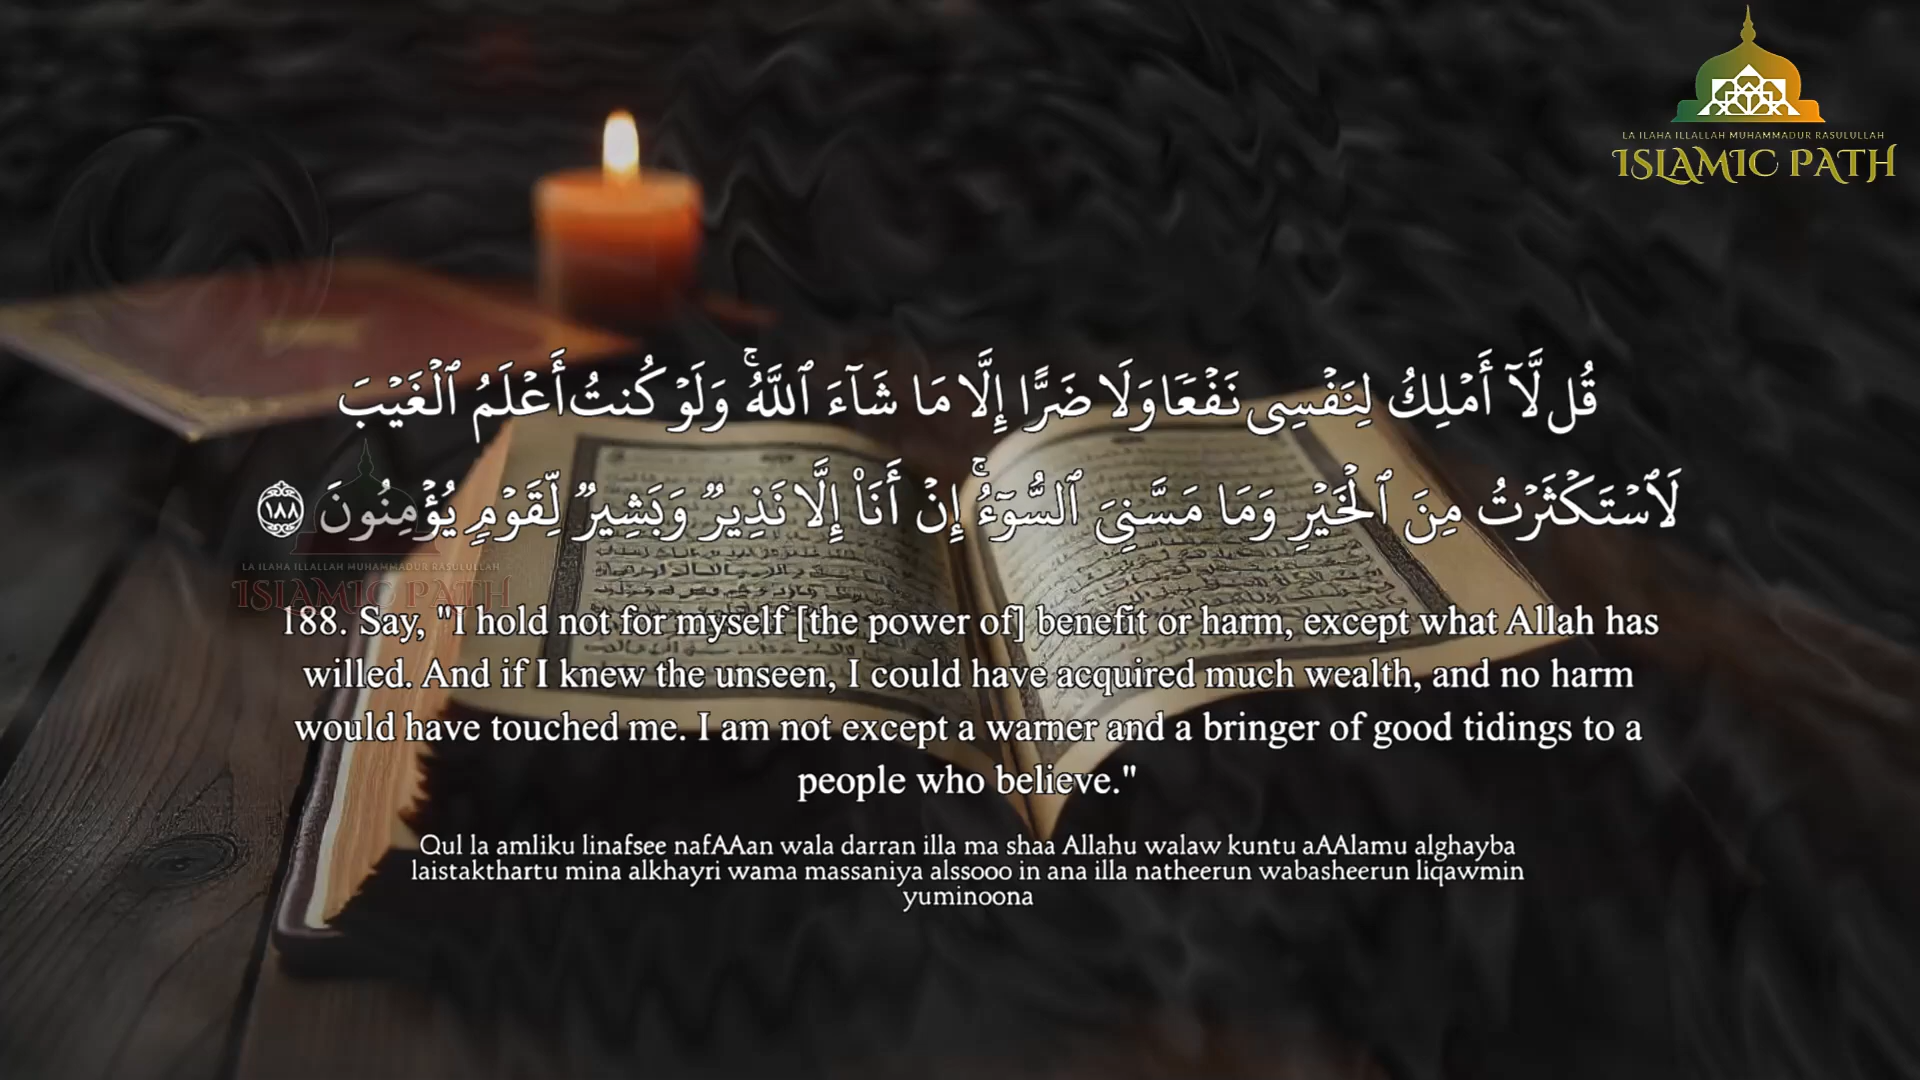 LA ILAHA ILLALLAH MUHAMMADUR RASULULLAH
ISLAMIC PATH
قُل لَّآ أَمْلِكُ لِنَفْسِى نَفْعًا وَلَا ضَرًّا إِلَّا مَا شَآءَ ٱللَّهُ ۚ وَلَوْ كُنتُ أَعْلَمُ ٱلْغَيْبَ
لَٱسْتَكْثَرْتُ مِنَ ٱلْخَيْرِ وَمَا مَسَّنِىَ ٱلسُّوٓءُ ۚ إِنْ أَنَا۠ إِلَّا نَذِيرٌ وَبَشِيرٌ لِّقَوْمٍ يُؤْمِنُونَ ١٨٨
LA ILAHA ILLALLAH MUHAMMADUR RASULULLAH
ISLAMIC PATH
188. Say, "I hold not for myself [the power of] benefit or harm, except what Allah has
willed. And if I knew the unseen, I could have acquired much wealth, and no harm
would have touched me. I am not except a warner and a bringer of good tidings to a
people who believe."
Qul la amliku linafsee nafAAan wala darran illa ma shaa Allahu walaw kuntu aAAlamu alghayba
laistakthartu mina alkhayri wama massaniya alssooo in ana illa natheerun wabasheerun liqawmin
yuminoona